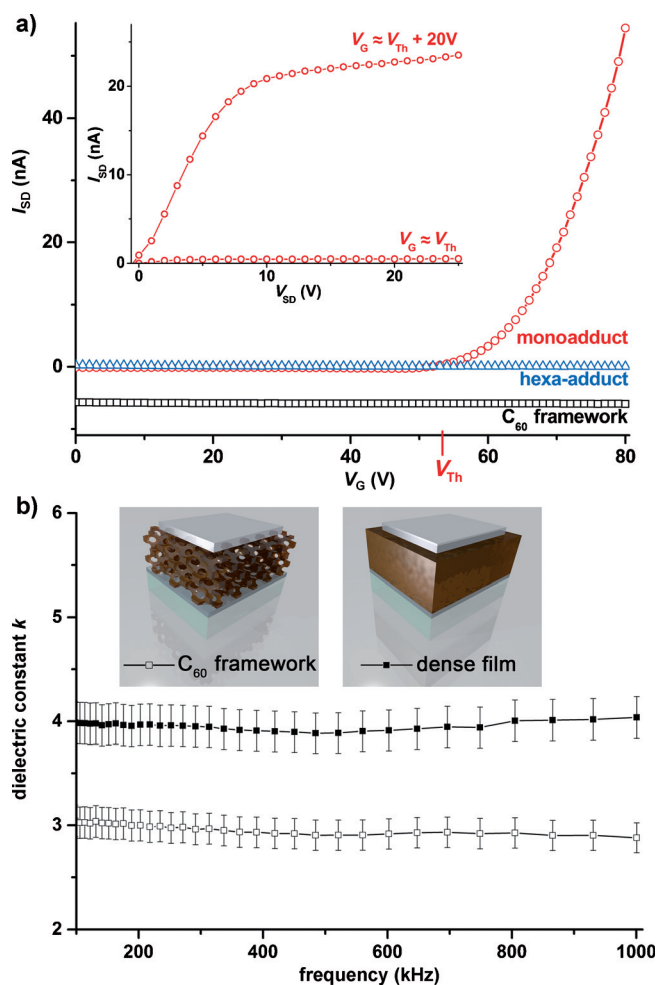 a)
V_G ≈ V_Th + 20V
20
I_SD (nA)
10
V_G ≈ V_Th
0
0 10 20
V_SD (V)
40
I_SD (nA)
20
monoadduct
0
hexa-adduct
C60 framework
0 20 40 60 80
V_G (V)
V_Th
b)
6
5
C60 framework
dense film
4
dielectric constant k
3
2
200 400 600 800 1000
frequency (kHz)